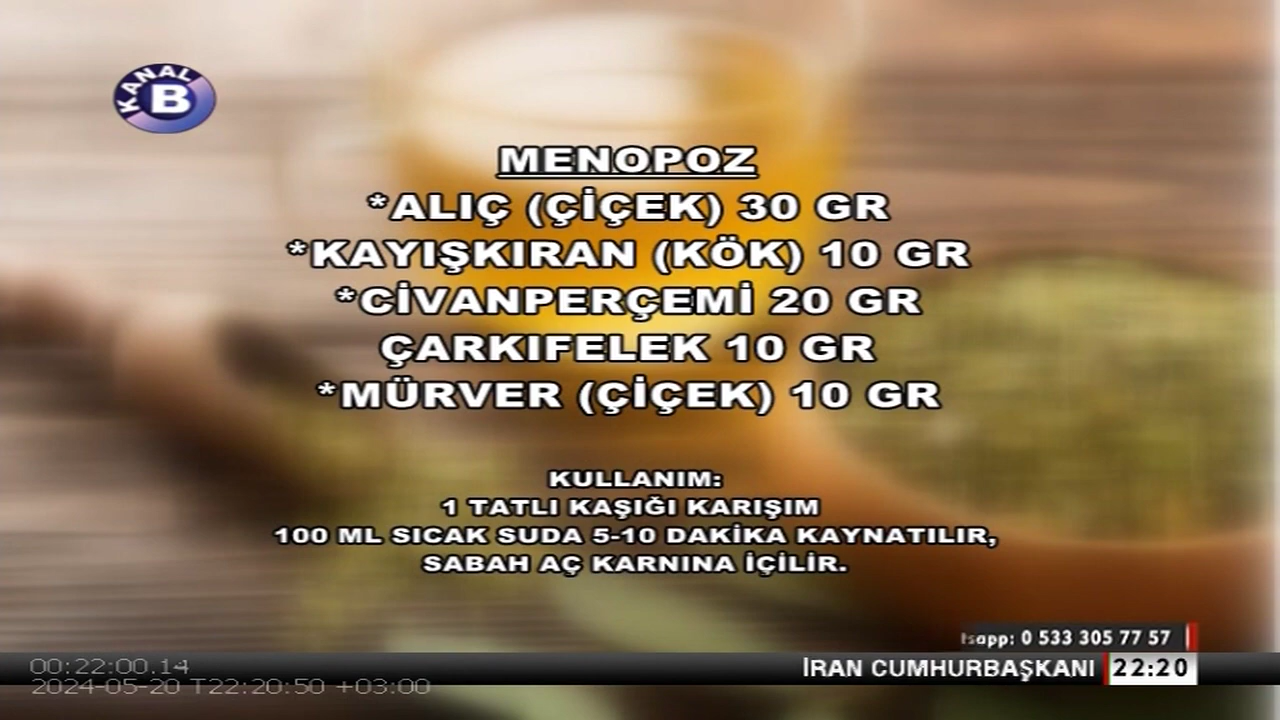 KANAL B
MENOPOZ
*ALIÇ (ÇİÇEK) 30 GR
*KAYIŞKIRAN (KÖK) 10 GR
*CİVANPERÇEMİ 20 GR
ÇARKIFELEK 10 GR
*MÜRVER (ÇİÇEK) 10 GR
KULLANIM:
1 TATLI KAŞIĞI KARIŞIM
100 ML SICAK SUDA 5-10 DAKİKA KAYNATILIR,
SABAH AÇ KARNINA İÇİLİR.
tsapp: 0 533 305 77 57
İRAN CUMHURBAŞKANI 22:20
00:22:00.14
2024-05-20 T22:20:50 +03:00